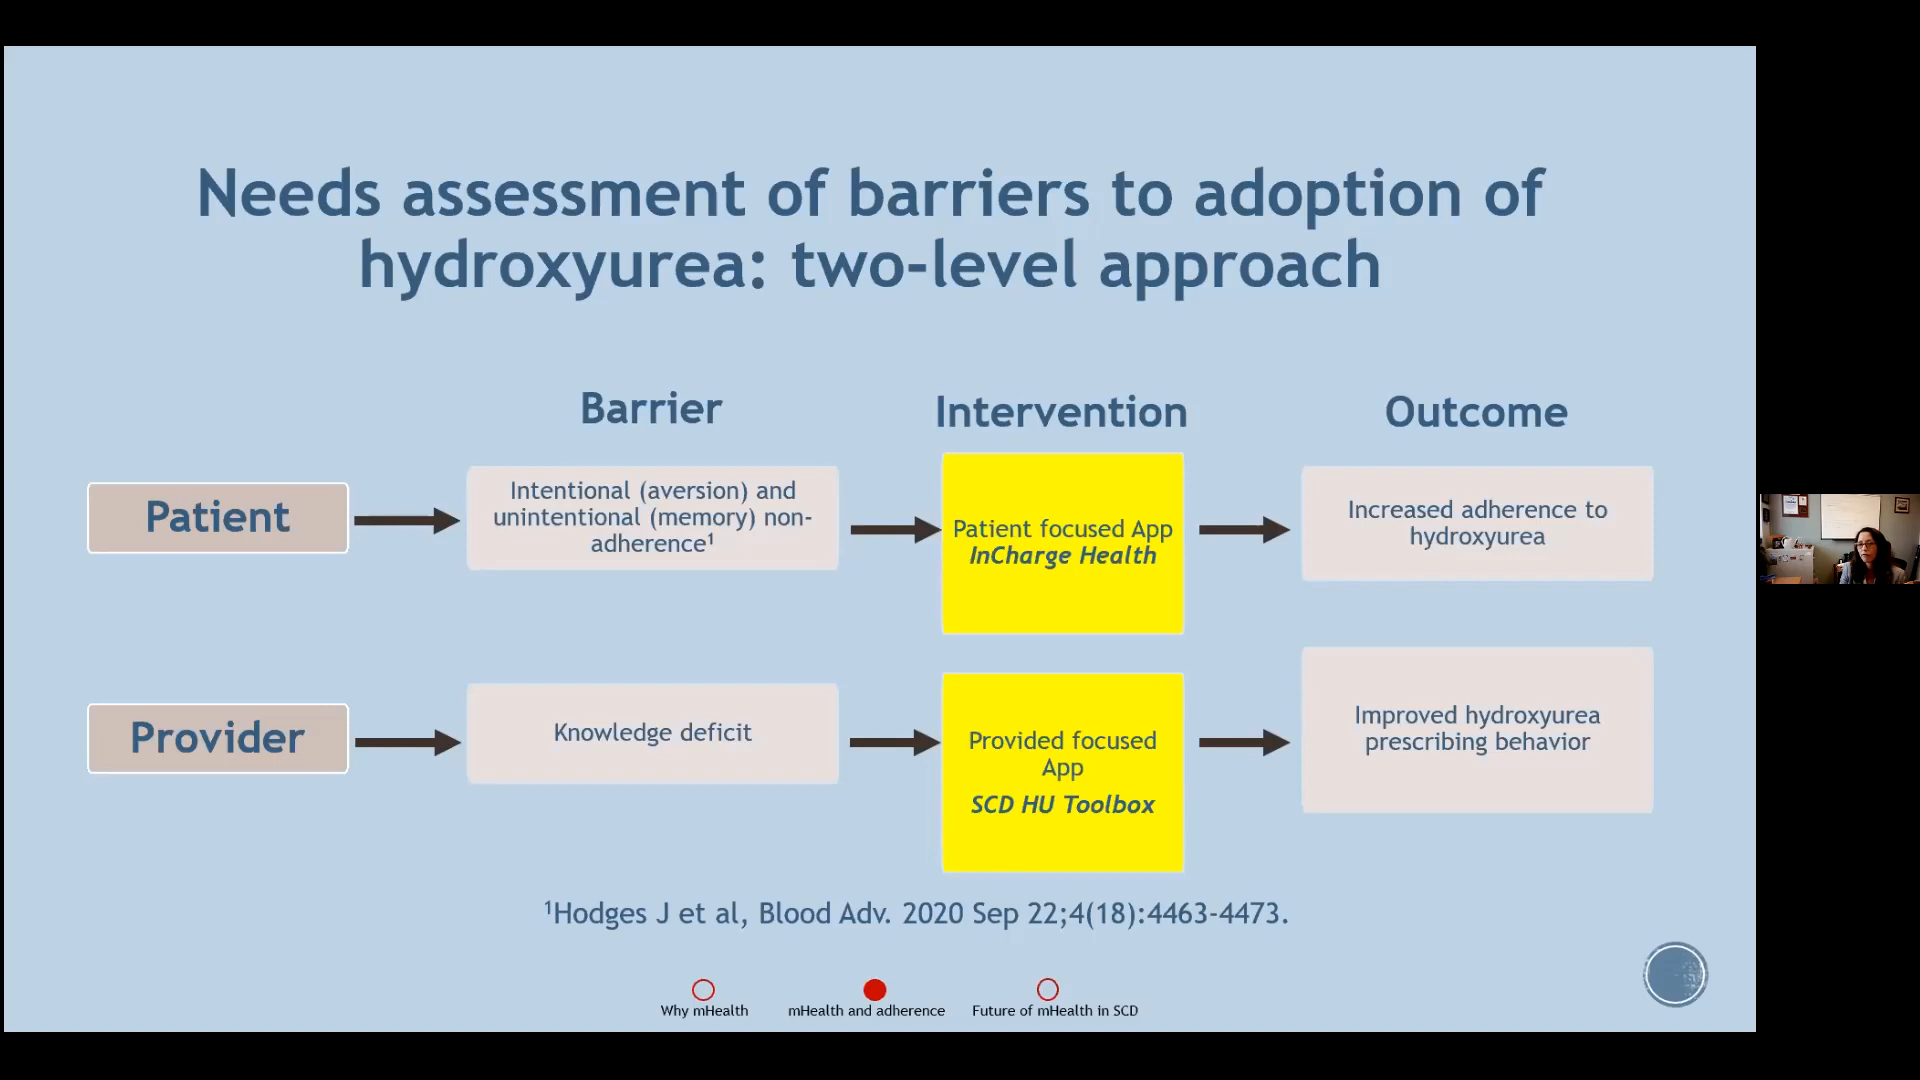 Needs assessment of barriers to adoption of
hydroxyurea: two-level approach
Barrier
Intervention
Outcome
Patient
Intentional (aversion) and
unintentional (memory) non-
adherence¹
Patient focused App
InCharge Health
Increased adherence to
hydroxyurea
Provider
Knowledge deficit
Provided focused
App
SCD HU Toolbox
Improved hydroxyurea
prescribing behavior
¹Hodges J et al, Blood Adv. 2020 Sep 22;4(18):4463-4473.
Why mHealth
mHealth and adherence
Future of mHealth in SCD